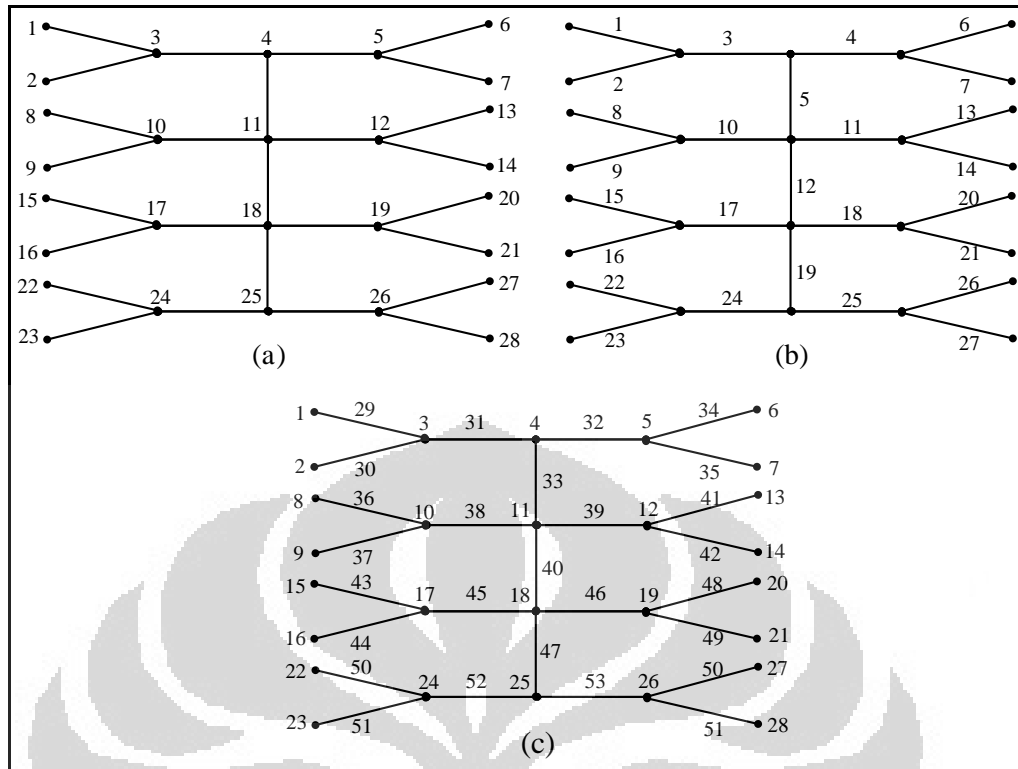 1 3 4 5 6
2 7
8 10 11 12 13
9 14
15 17 18 19 20
16 21
22 24 25 26 27
23 28
(a)
1 3 4 6
2 5 7
8 10 11 13
9 12 14
15 17 18 20
16 19 21
22 24 25 26
23 27
(b)
1 29 3 31 4 32 5 34 6
2 30 33 35 7
8 36 10 38 11 39 12 41 13
9 37 40 42 14
15 43 17 45 18 46 19 48 20
16 44 47 49 21
22 50 24 52 25 53 26 50 27
23 51 51 28
(c)